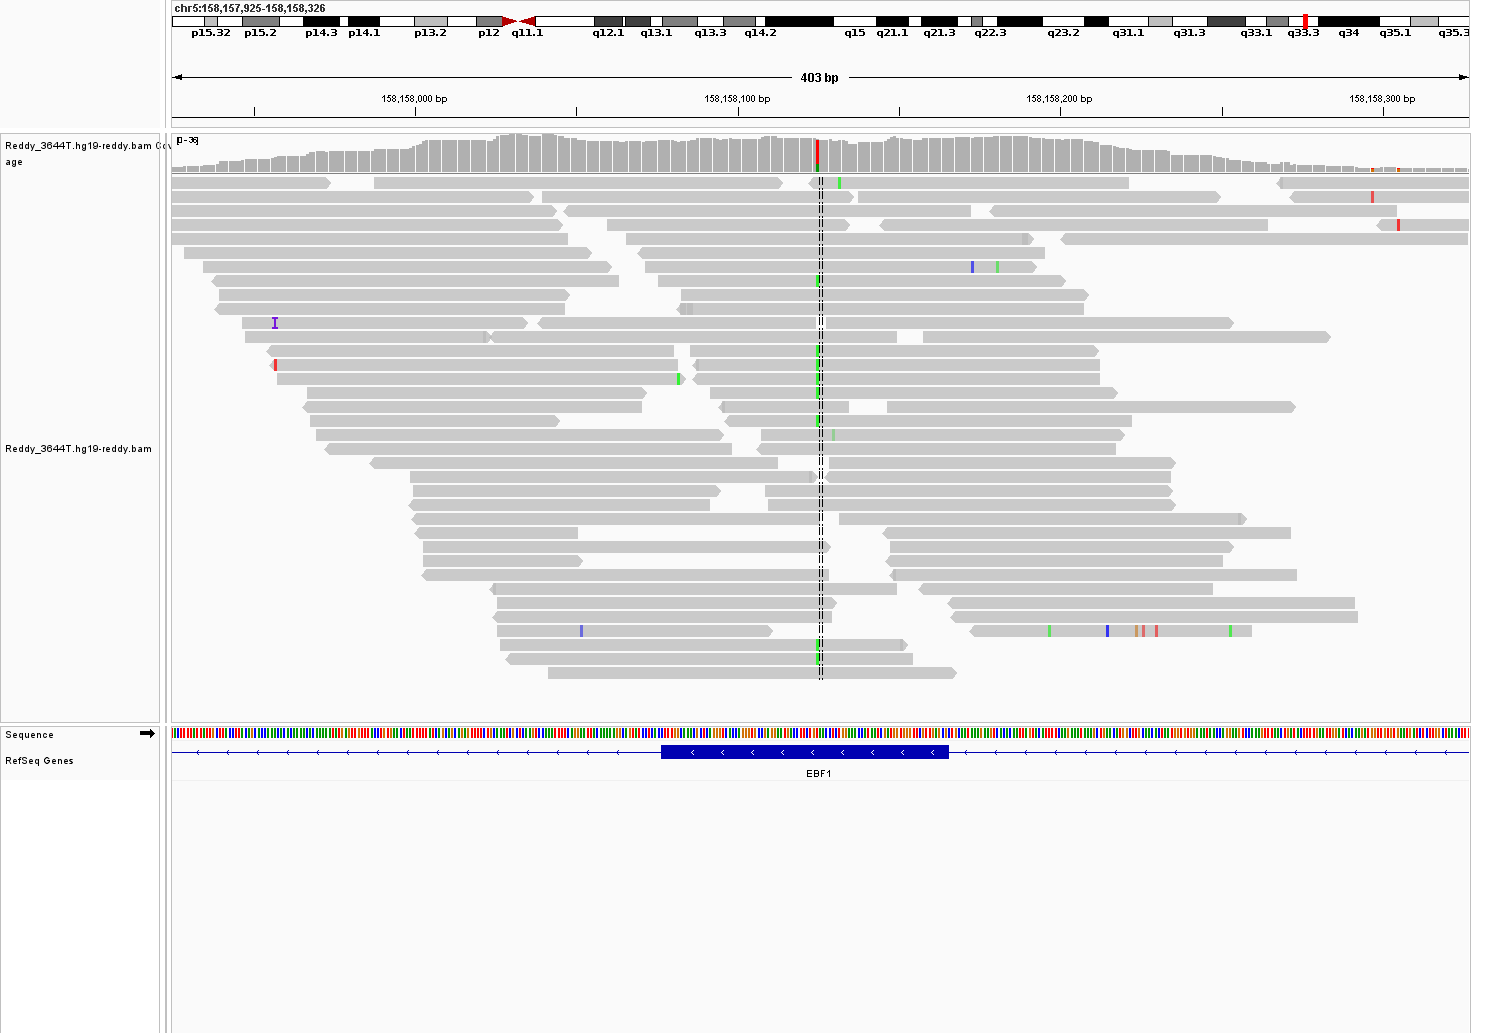 chr5:158,157,925-158,158,326
p15.32 p15.2 p14.3 p14.1 p13.2 p12 q11.1 q12.1 q13.1 q13.3 q14.2 q15 q21.1 q21.3 q22.3 q23.2 q31.1 q31.3 q33.1 q33.3 q34 q35.1 q35.3
403 bp
158,158,000 bp 158,158,100 bp 158,158,200 bp 158,158,300 bp
Reddy_3644T.hg19-reddy.bam Cov
age
[0-36]
Reddy_3644T.hg19-reddy.bam
Sequence
RefSeq Genes
EBF1